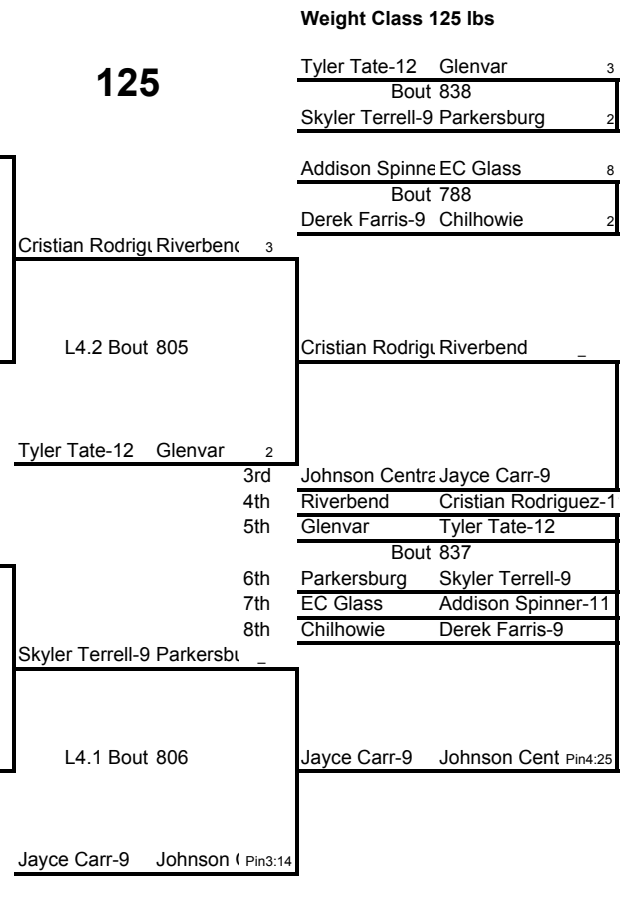 Weight Class 125 lbs
125
Tyler Tate-12 Glenvar 3
Bout 838
Skyler Terrell-9 Parkersburg 2
Addison Spinne EC Glass 8
Bout 788
Derek Farris-9 Chilhowie 2
Cristian Rodrigu Riverbend 3
L4.2 Bout 805
Cristian Rodrigu Riverbend _
Tyler Tate-12 Glenvar 2
3rd Johnson Centra Jayce Carr-9
4th Riverbend Cristian Rodriguez-1
5th Glenvar Tyler Tate-12
Bout 837
6th Parkersburg Skyler Terrell-9
7th EC Glass Addison Spinner-11
8th Chilhowie Derek Farris-9
Skyler Terrell-9 Parkersbu _
L4.1 Bout 806
Jayce Carr-9 Johnson Cent Pin4:25
Jayce Carr-9 Johnson ( Pin3:14